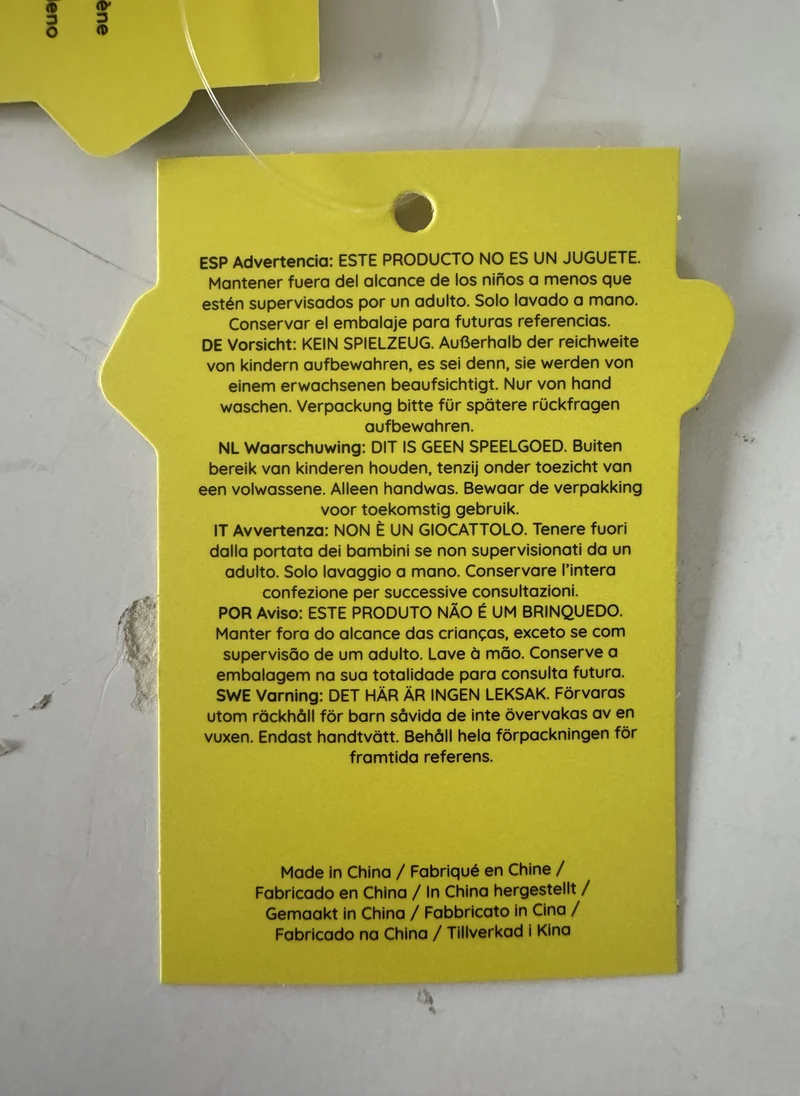 ène
ESP Advertencia: ESTE PRODUCTO NO ES UN JUGUETE.
Mantener fuera del alcance de los niños a menos que
estén supervisados por un adulto. Solo lavado a mano.
Conservar el embalaje para futuras referencias.
DE Vorsicht: KEIN SPIELZEUG. Außerhalb der reichweite
von kindern aufbewahren, es sei denn, sie werden von
einem erwachsenen beaufsichtigt. Nur von hand
waschen. Verpackung bitte für spätere rückfragen
aufbewahren.
NL Waarschuwing: DIT IS GEEN SPEELGOED. Buiten
bereik van kinderen houden, tenzij onder toezicht van
een volwassene. Alleen handwas. Bewaar de verpakking
voor toekomstig gebruik.
IT Avvertenza: NON È UN GIOCATTOLO. Tenere fuori
dalla portata dei bambini se non supervisionati da un
adulto. Solo lavaggio a mano. Conservare l'intera
confezione per successive consultazioni.
POR Aviso: ESTE PRODUTO NÃO É UM BRINQUEDO.
Manter fora do alcance das crianças, exceto se com
supervisão de um adulto. Lave à mão. Conserve a
embalagem na sua totalidade para consulta futura.
SWE Varning: DET HÄR ÄR INGEN LEKSAK. Förvaras
utom räckhåll för barn såvida de inte övervakas av en
vuxen. Endast handtvätt. Behåll hela förpackningen för
framtida referens.
Made in China / Fabriqué en Chine /
Fabricado en China / In China hergestellt /
Gemaakt in China / Fabbricato in Cina /
Fabricado na China / Tillverkad i Kina